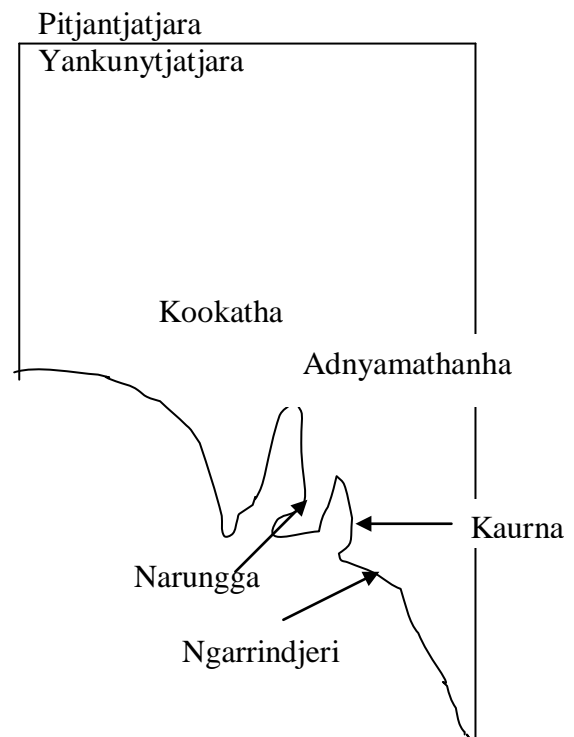 Pitjantjatjara
Yankunytjatjara
Kookatha
Adnyamathanha
Kaurna
Narungga
Ngarrindjeri